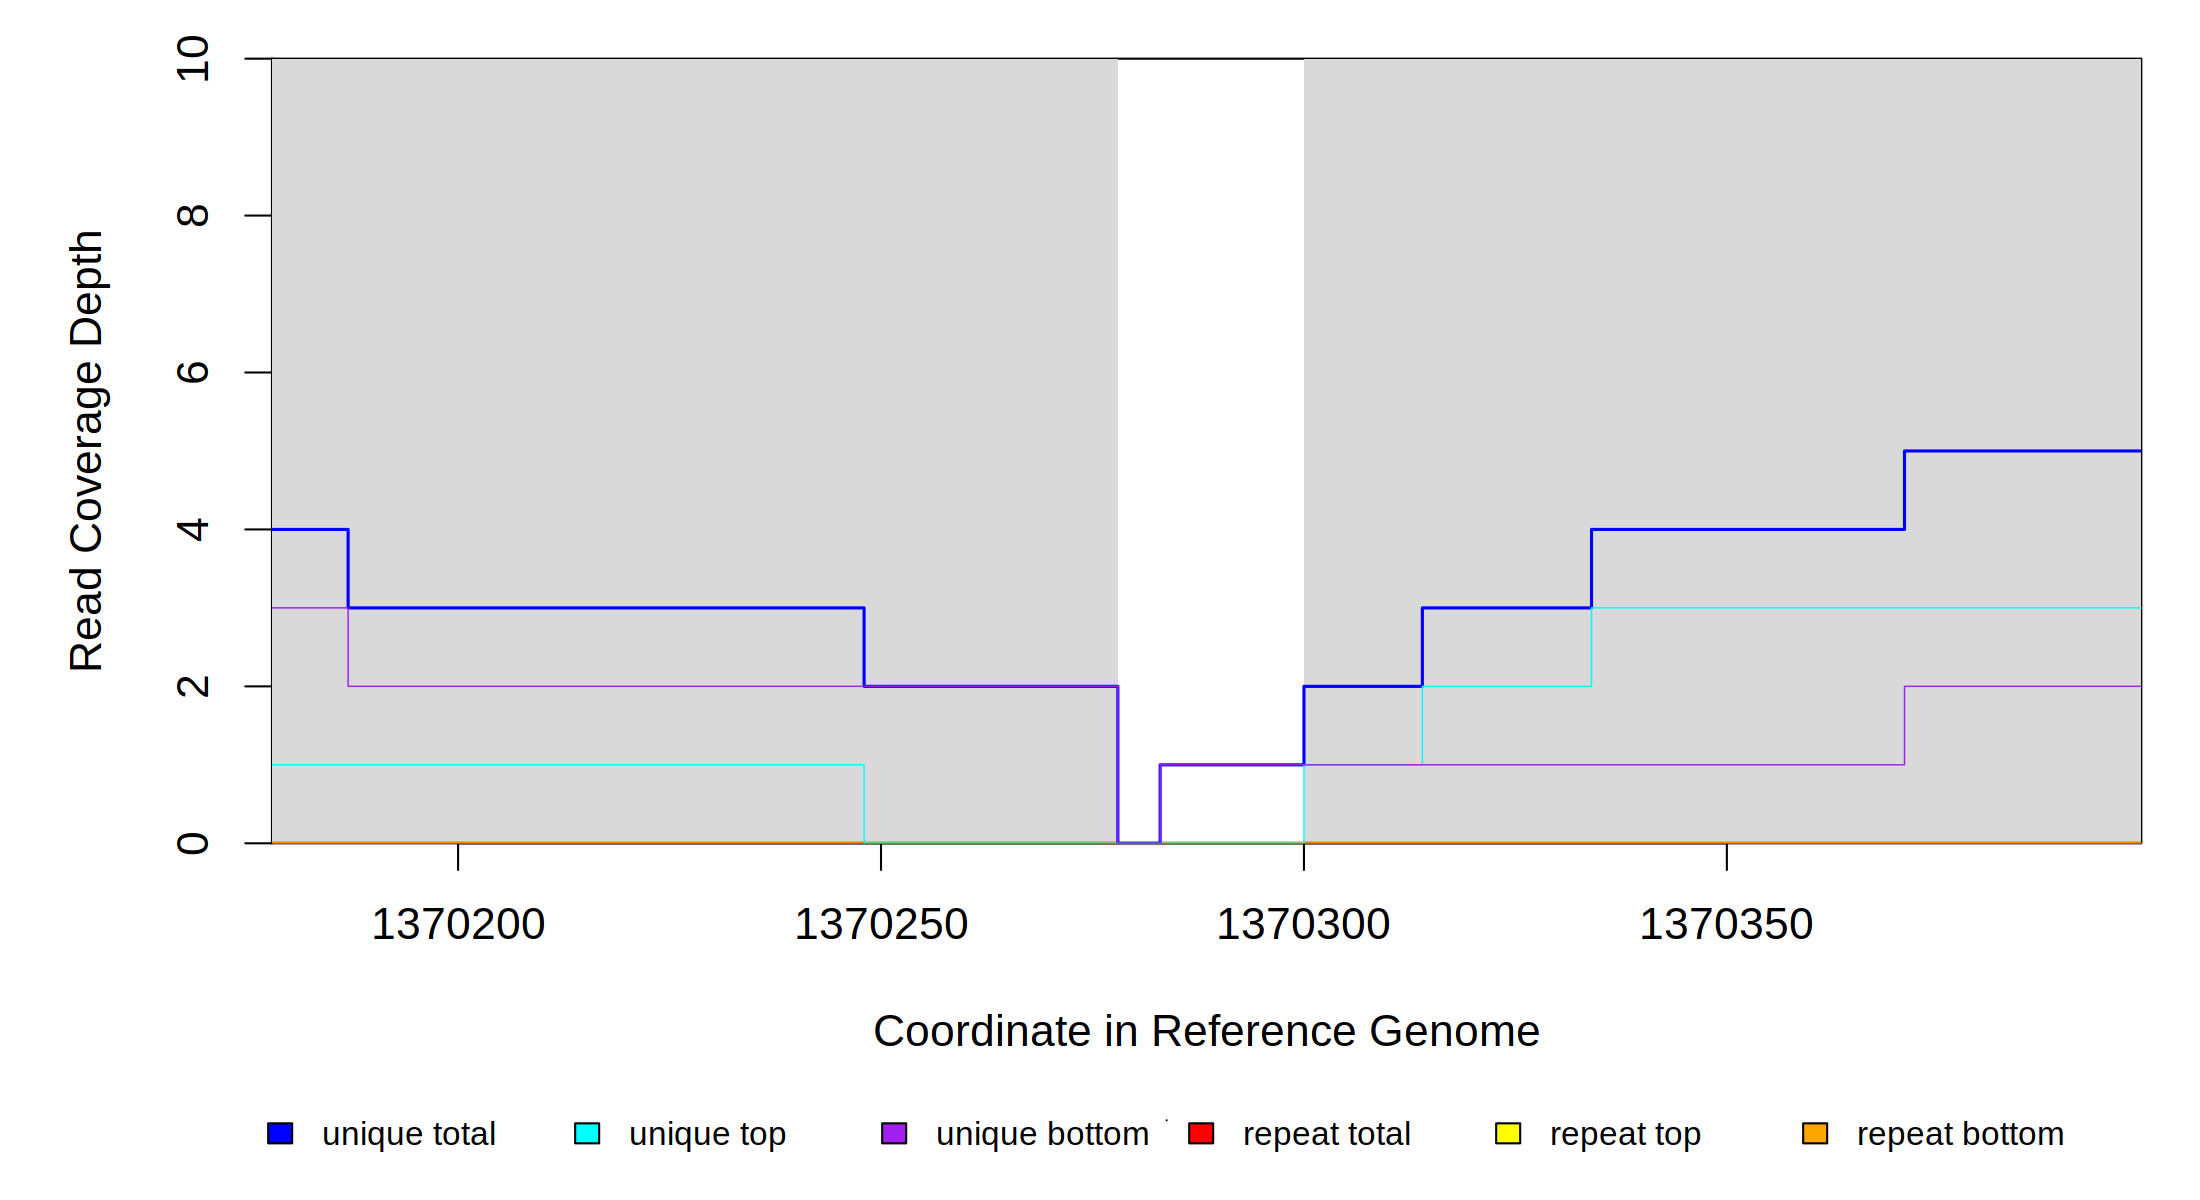 10
8
6
4
2
0
Read Coverage Depth
1370200 1370250 1370300 1370350
Coordinate in Reference Genome
unique total unique top unique bottom repeat total repeat top repeat bottom